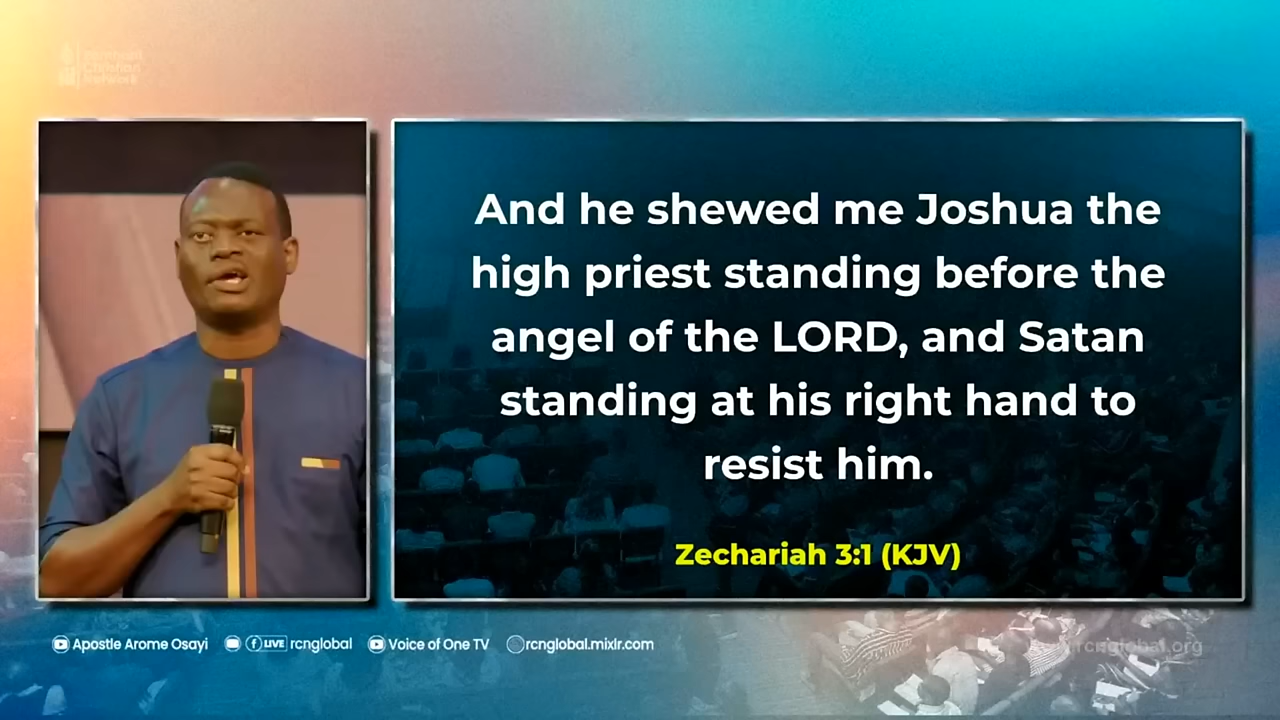 And he shewed me Joshua the
high priest standing before the
angel of the LORD, and Satan
standing at his right hand to
resist him.
Zechariah 3:1 (KJV)
Apostle Arome Osayi
LIVE rcnglobal
Voice of One TV
rcnglobal.mixlr.com
rcnglobal.org